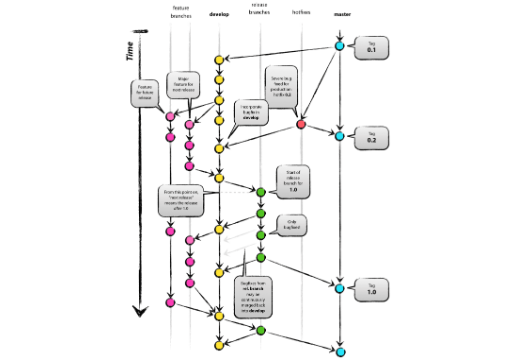 feature
branches
develop
release
branches
hotfixes
master
Time
Tag
0.1
Major
feature for
next release
Feature
for future
release
Severe bug
fixed for
production:
hotfix 0.2
Incorporate
bugfix in
develop
Tag
0.2
Start of
release
branch for
1.0
From this point on,
"next release"
means the release
after 1.0
Only
bugfixes!
Bugfixes from
rel. branch
may be
continuously
merged back
into develop
Tag
1.0